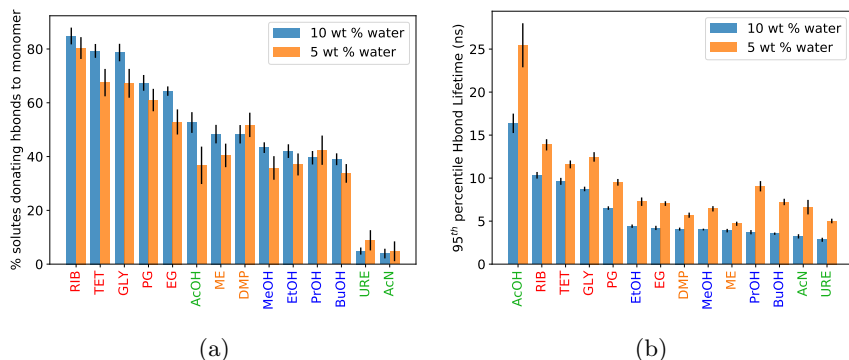 % solutes donating hbonds to monomer
80
60
40
20
0
10 wt % water
5 wt % water
RIB TET GLY PG EG AcOH ME DMP MeOH EtOH PrOH BuOH URE AcN
(a)
95th percentile Hbond Lifetime (ns)
25
20
15
10
5
0
10 wt % water
5 wt % water
AcOH RIB TET GLY PG EtOH EG DMP MeOH ME PrOH BuOH AcN URE
(b)